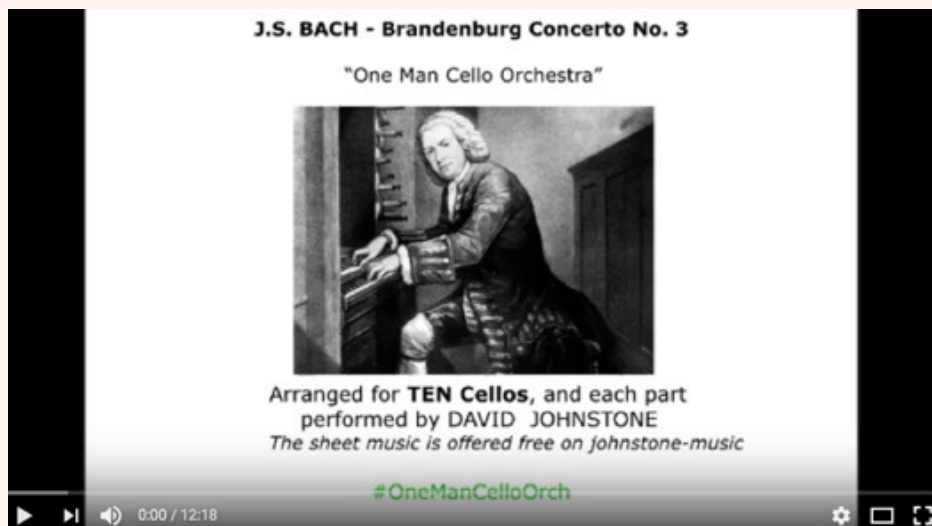 J.S. BACH - Brandenburg Concerto No. 3
“One Man Cello Orchestra”
Arranged for TEN Cellos, and each part
performed by DAVID JOHNSTONE
The sheet music is offered free on johnstone-music
#OneManCelloOrch
0:00 / 12:18